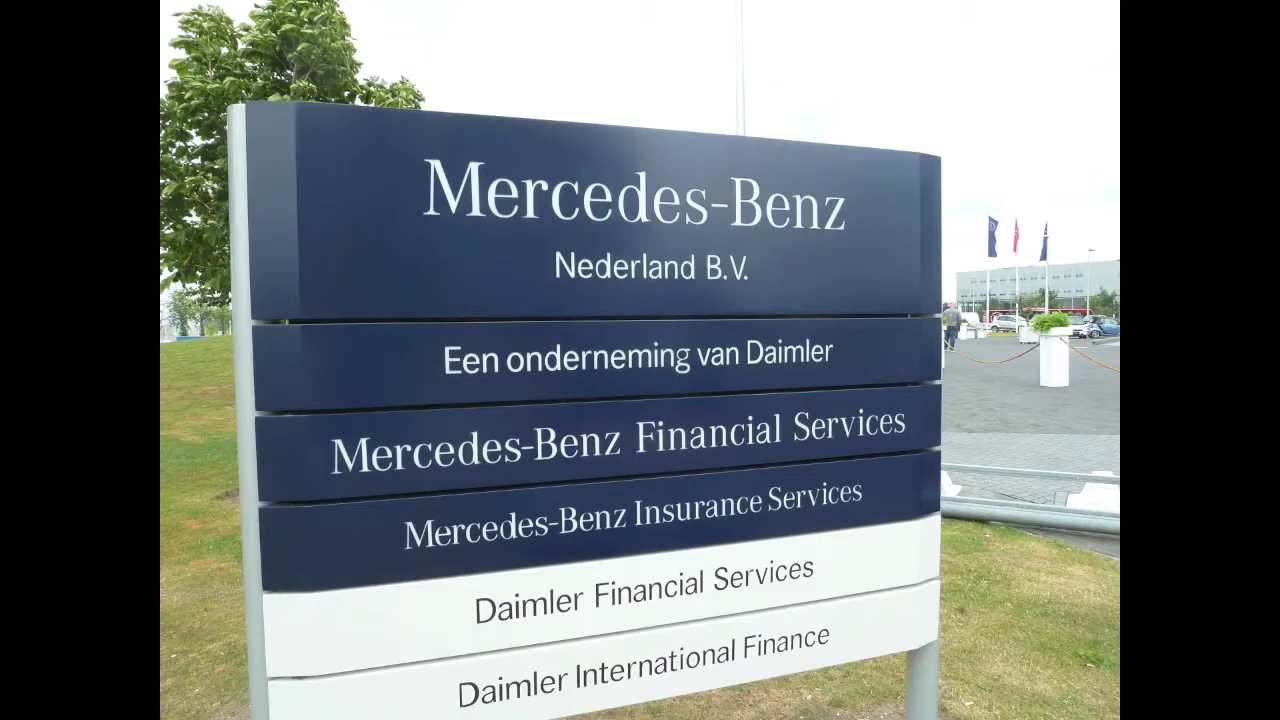 Mercedes-Benz
Nederland B.V.
Een onderneming van Daimler
Mercedes-Benz Financial Services
Mercedes-Benz Insurance Services
Daimler Financial Services
Daimler International Finance